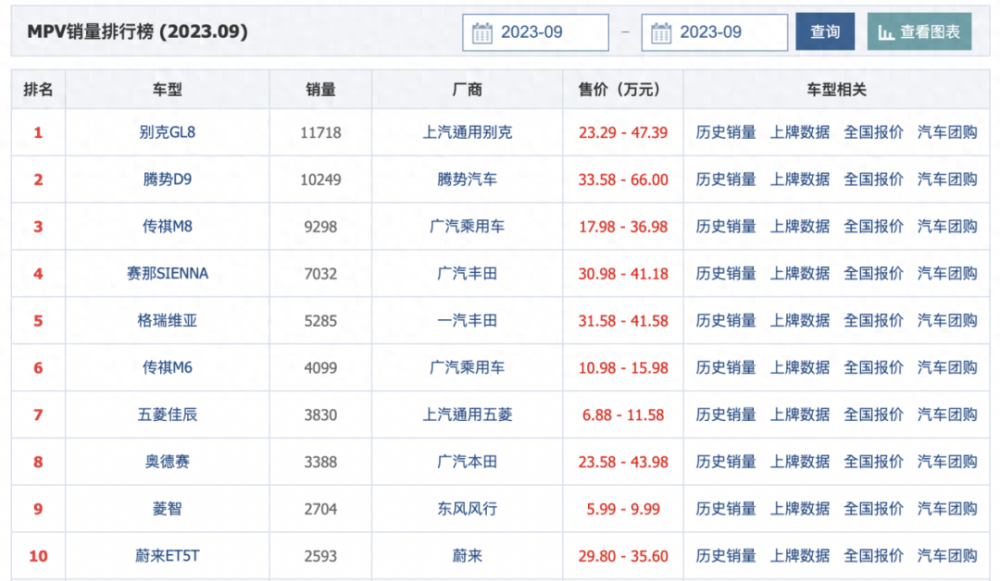 MPV销量排行榜 (2023.09) 2023-09 – 2023-09 查询 查看图表
排名 车型 销量 厂商 售价（万元） 车型相关
1 别克GL8 11718 上汽通用别克 23.29 - 47.39 历史销量 上牌数据 全国报价 汽车团购
2 腾势D9 10249 腾势汽车 33.58 - 66.00 历史销量 上牌数据 全国报价 汽车团购
3 传祺M8 9298 广汽乘用车 17.98 - 36.98 历史销量 上牌数据 全国报价 汽车团购
4 赛那SIENNA 7032 广汽丰田 30.98 - 41.18 历史销量 上牌数据 全国报价 汽车团购
5 格瑞维亚 5285 一汽丰田 31.58 - 41.58 历史销量 上牌数据 全国报价 汽车团购
6 传祺M6 4099 广汽乘用车 10.98 - 15.98 历史销量 上牌数据 全国报价 汽车团购
7 五菱佳辰 3830 上汽通用五菱 6.88 - 11.58 历史销量 上牌数据 全国报价 汽车团购
8 奥德赛 3388 广汽本田 23.58 - 43.98 历史销量 上牌数据 全国报价 汽车团购
9 菱智 2704 东风风行 5.99 - 9.99 历史销量 上牌数据 全国报价 汽车团购
10 蔚来ET5T 2593 蔚来 29.80 - 35.60 历史销量 上牌数据 全国报价 汽车团购